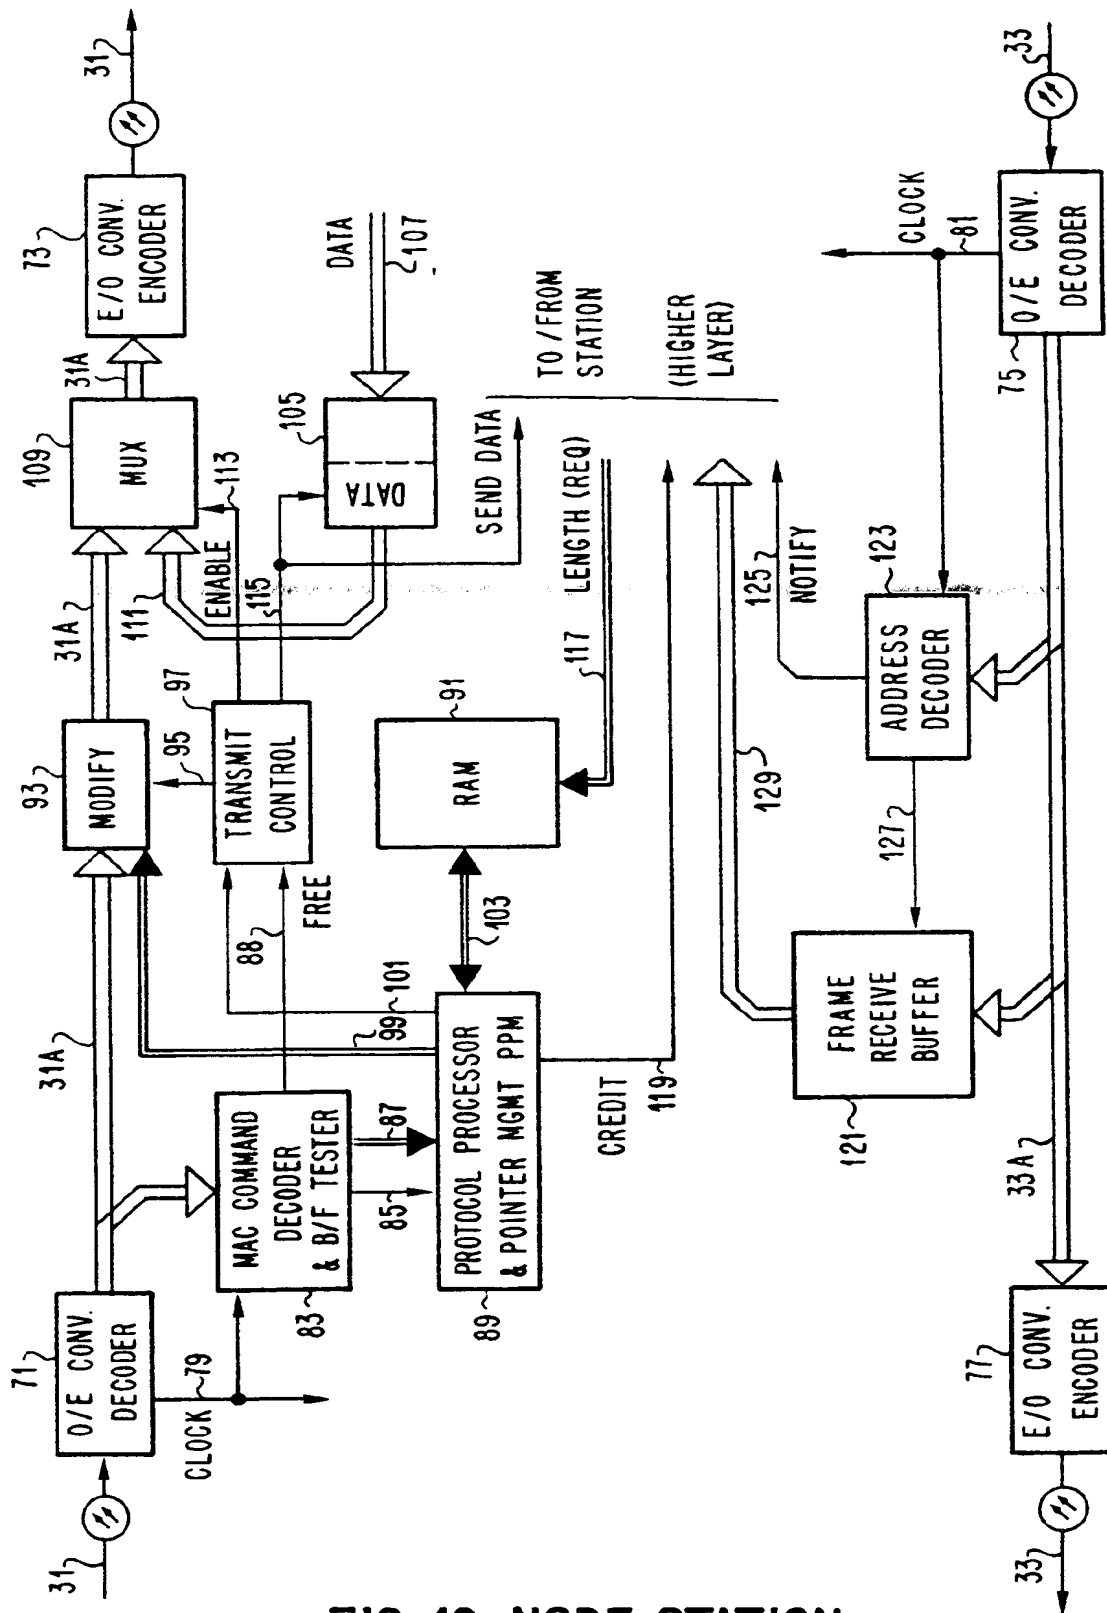 31
71
O/E CONV.
DECODER
CLOCK
79
31A
93
MODIFY
31A
109
MUX
31A
73
E/O CONV.
ENCODER
31
95
97
TRANSMIT
CONTROL
88
FREE
111
ENABLE
113
115
105
DATA
DATA
107
MAC COMMAND
DECODER
& B/F TESTER
83
85
87
99
101
103
PROTOCOL PROCESSOR
& POINTER MGMT PPM
89
RAM
91
117
LENGTH (REQ)
SEND DATA
TO/FROM
STATION
(HIGHER
LAYER)
CREDIT
119
129
125
NOTIFY
FRAME
RECEIVE
BUFFER
121
127
ADDRESS
DECODER
123
CLOCK
81
33A
33
77
E/O CONV.
ENCODER
75
O/E CONV.
DECODER
33
NODE STATION